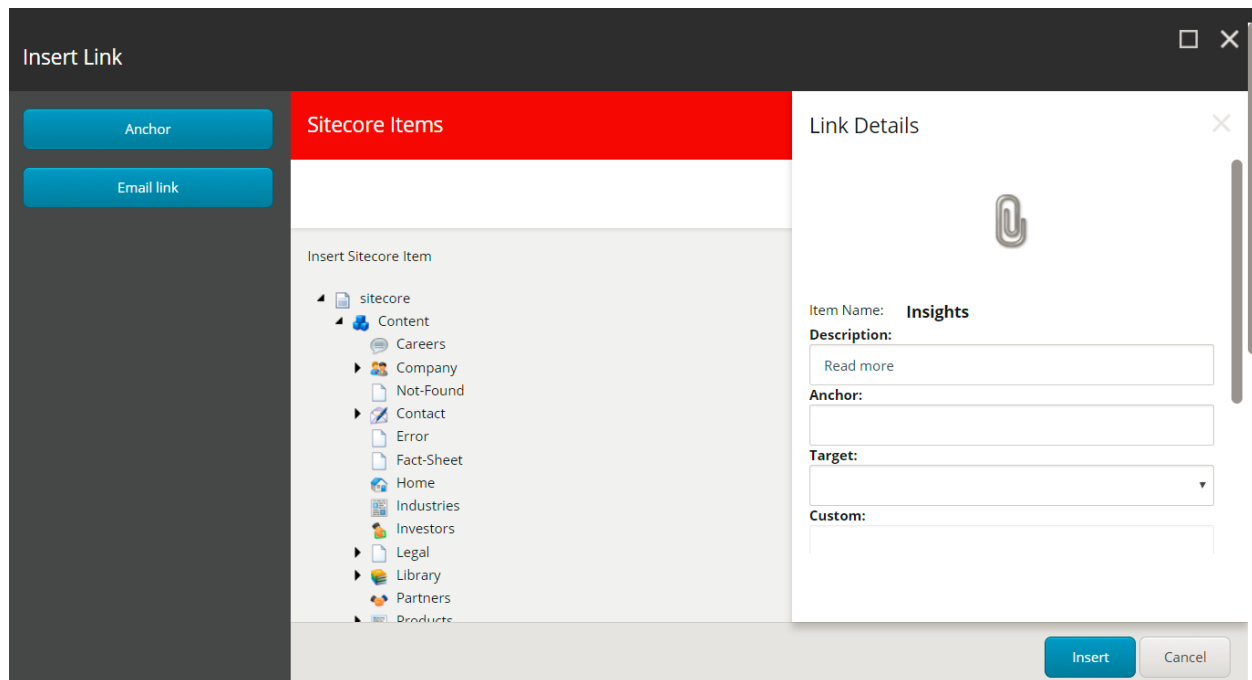 Insert Link
Anchor
Email link
Sitecore Items
Insert Sitecore Item
sitecore
Content
Careers
Company
Not-Found
Contact
Error
Fact-Sheet
Home
Industries
Investors
Legal
Library
Partners
Products
Link Details
Item Name: Insights
Description:
Read more
Anchor:
Target:
Custom:
Insert Cancel